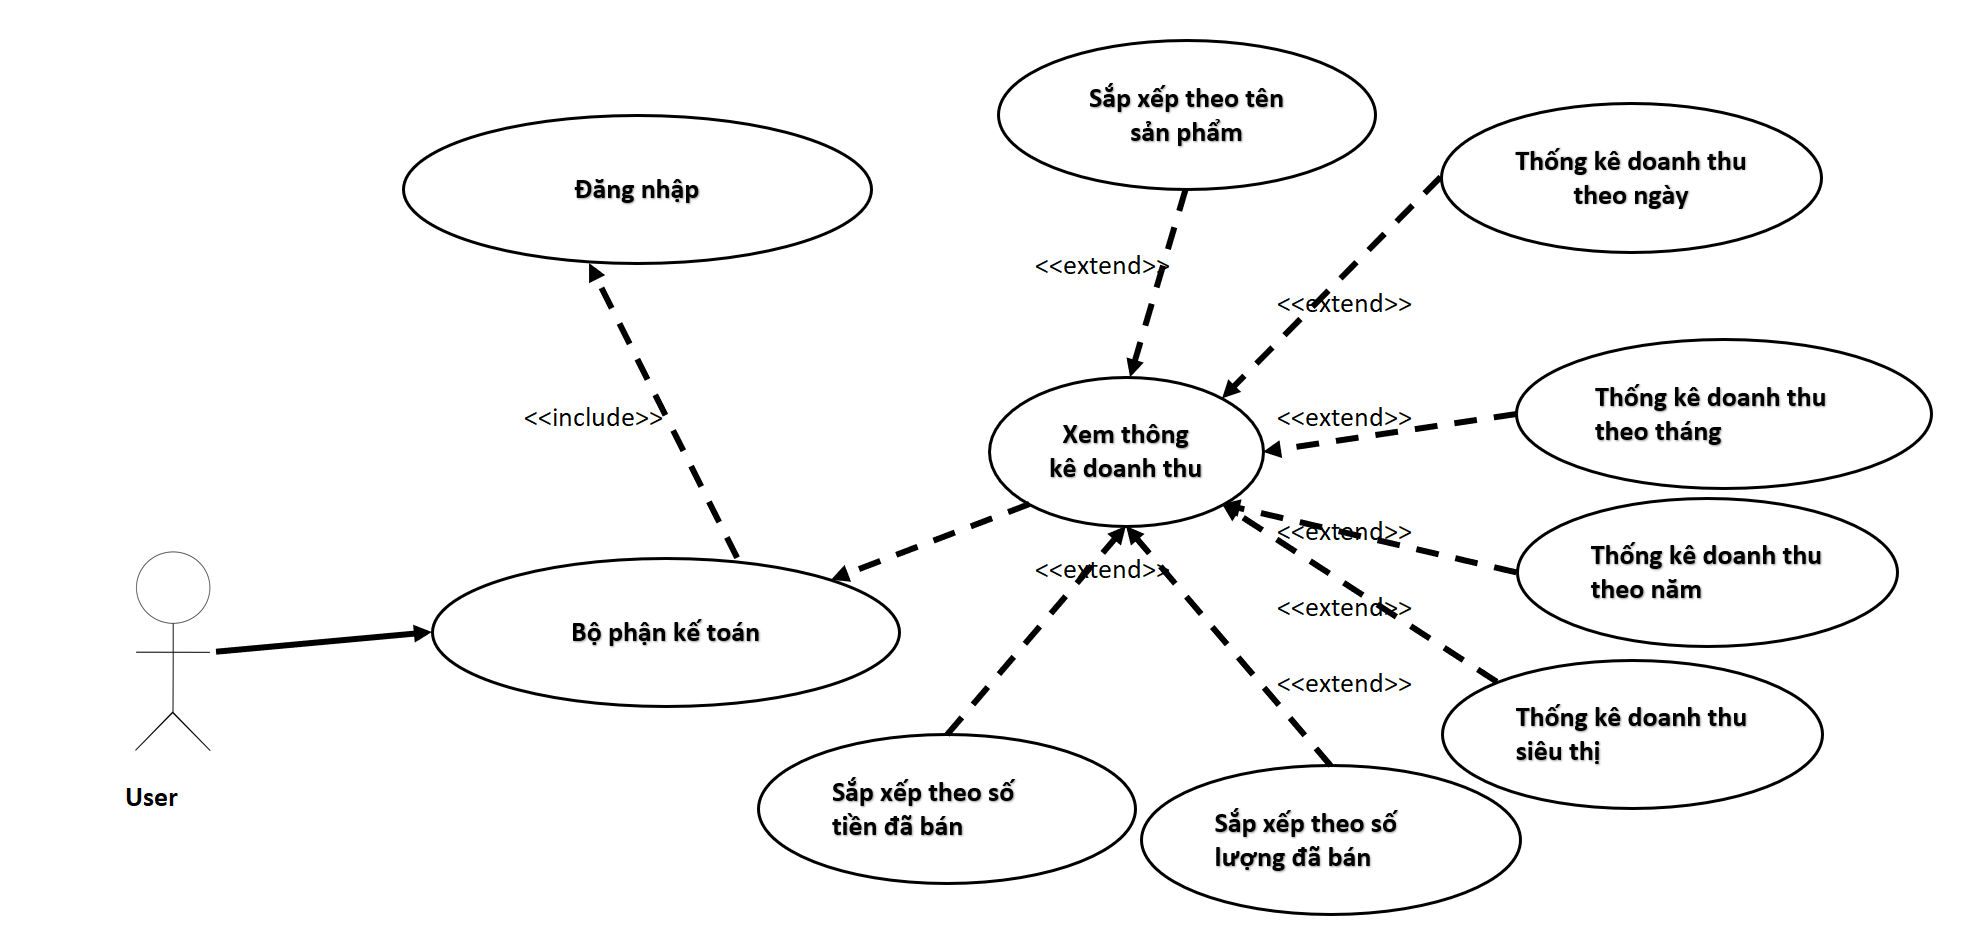 Sắp xếp theo tên
sản phẩm
Thống kê doanh thu
theo ngày
Đăng nhập
<<extend>>
<<extend>>
Thống kê doanh thu
theo tháng
<<include>>
<<extend>>
Xem thông
kê doanh thu
<<extend>>
Thống kê doanh thu
theo năm
<<extend>>
<<extend>>
Bộ phận kế toán
<<extend>>
Thống kê doanh thu
siêu thị
User
Sắp xếp theo số
tiền đã bán
Sắp xếp theo số
lượng đã bán